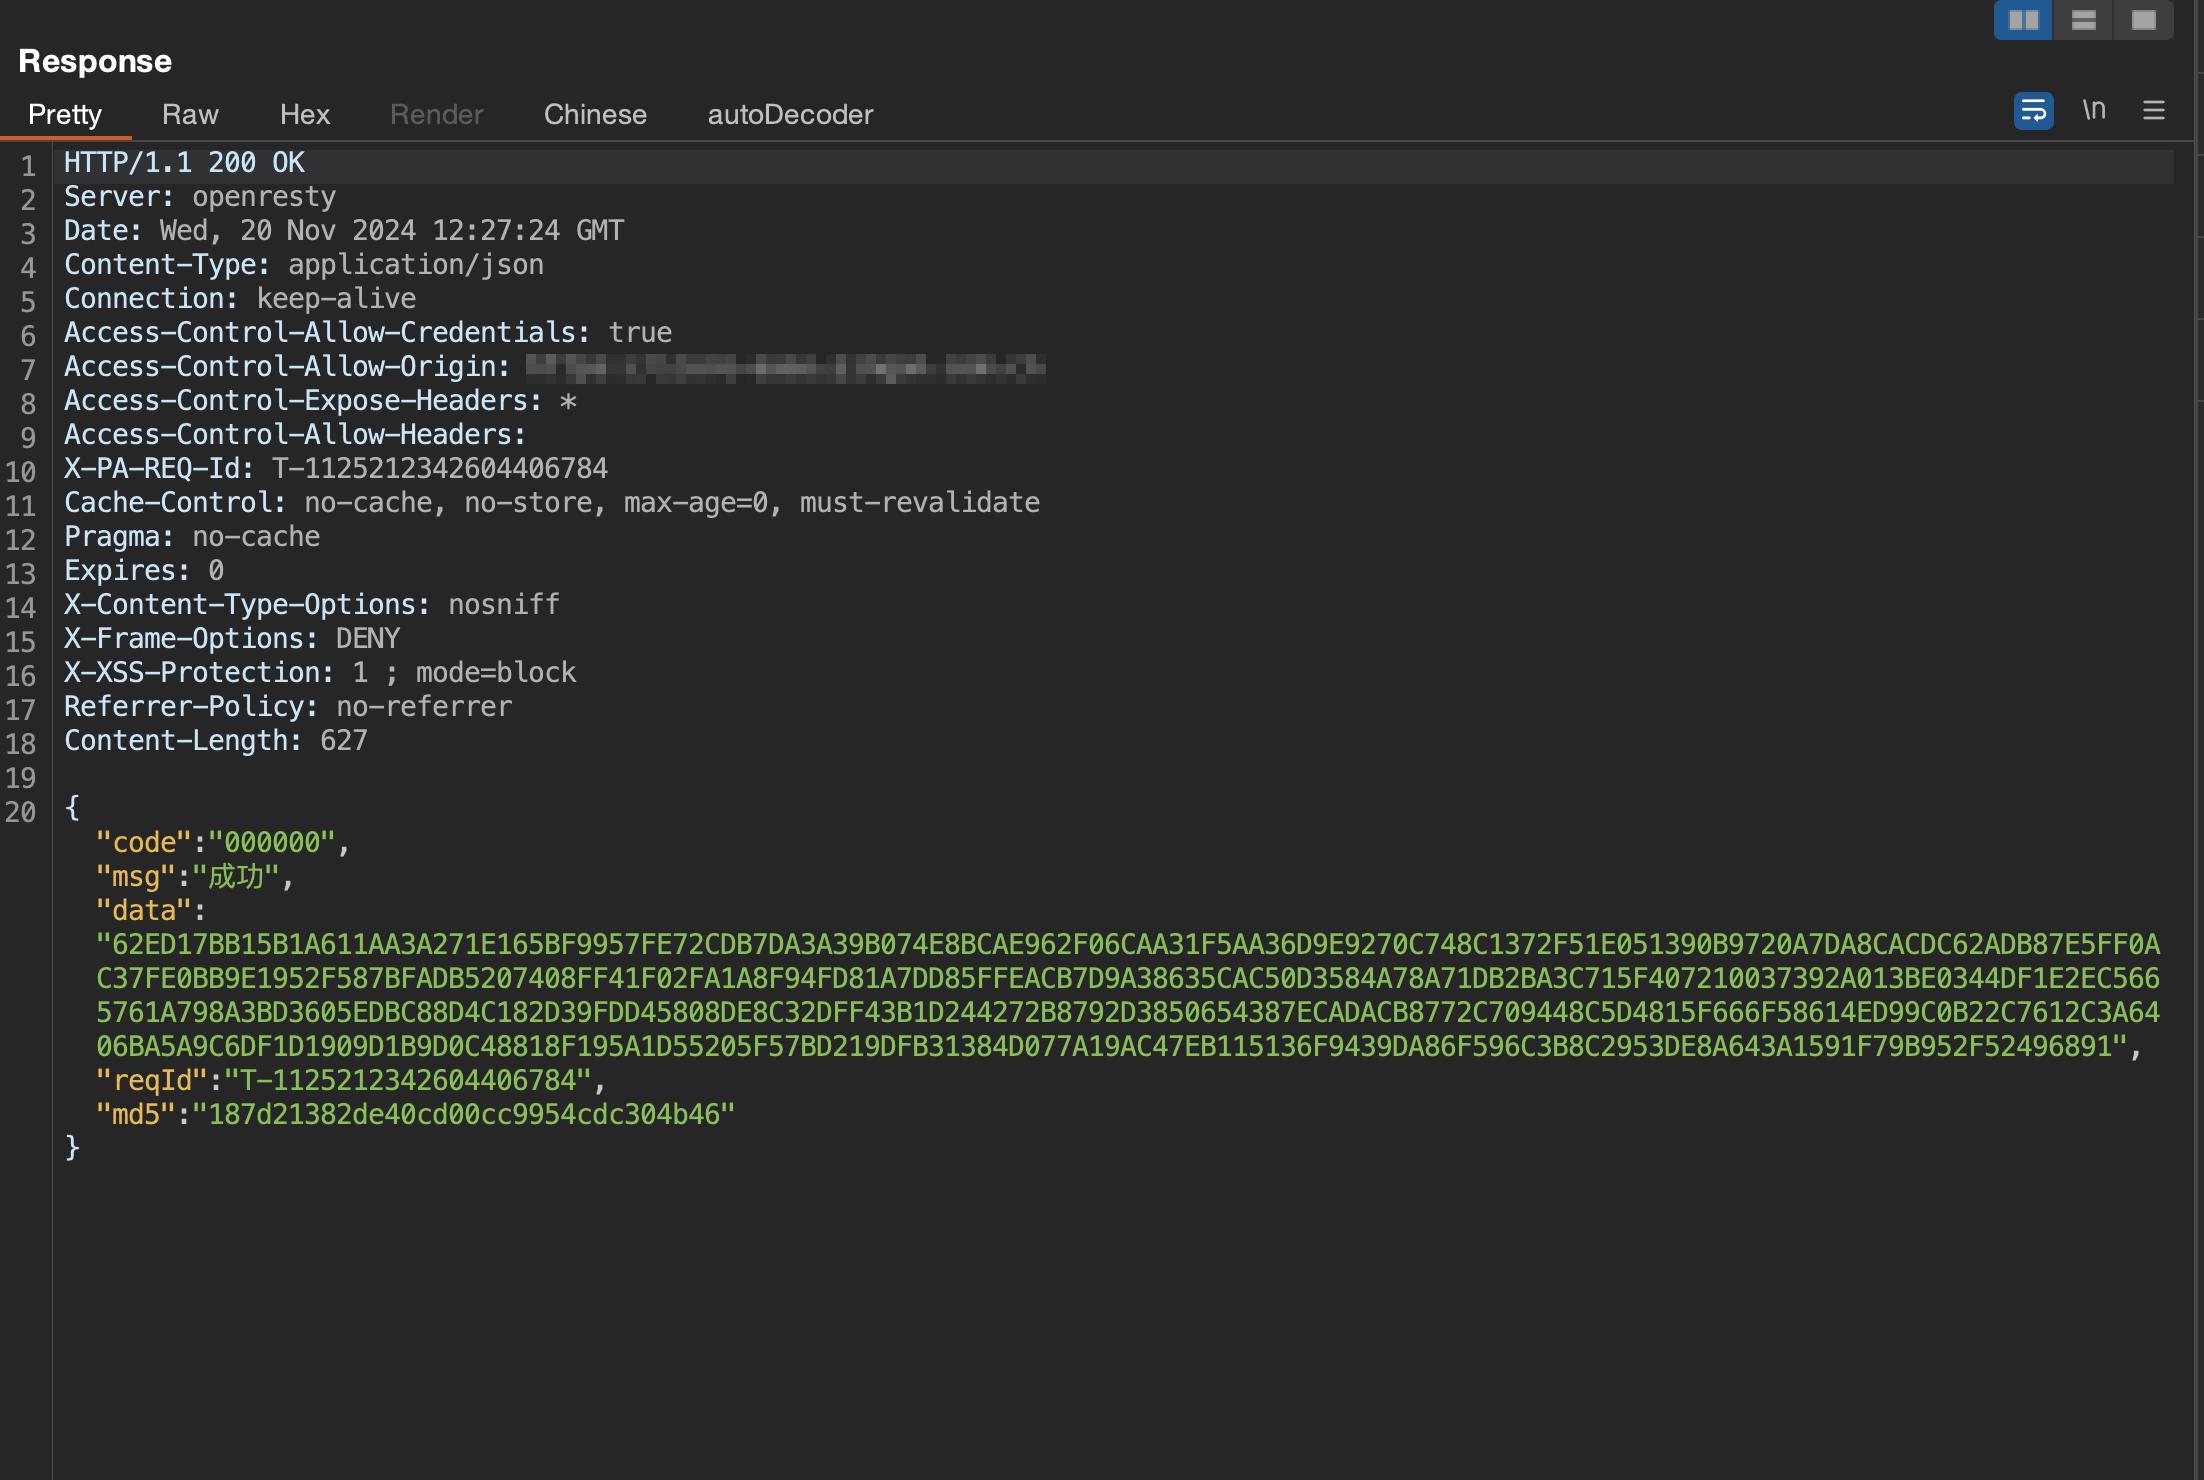 Response
Pretty Raw Hex Render Chinese autoDecoder \n
1 HTTP/1.1 200 OK
2 Server: openresty
3 Date: Wed, 20 Nov 2024 12:27:24 GMT
4 Content-Type: application/json
5 Connection: keep-alive
6 Access-Control-Allow-Credentials: true
7 Access-Control-Allow-Origin:
8 Access-Control-Expose-Headers: *
9 Access-Control-Allow-Headers:
10 X-PA-REQ-Id: T-1125212342604406784
11 Cache-Control: no-cache, no-store, max-age=0, must-revalidate
12 Pragma: no-cache
13 Expires: 0
14 X-Content-Type-Options: nosniff
15 X-Frame-Options: DENY
16 X-XSS-Protection: 1 ; mode=block
17 Referrer-Policy: no-referrer
18 Content-Length: 627
19
20 {
"code":"000000",
"msg":"成功",
"data":
"62ED17BB15B1A611AA3A271E165BF9957FE72CDB7DA3A39B074E8BCAE962F06CAA31F5AA36D9E9270C748C1372F51E051390B9720A7DA8CACDC62ADB87E5FF0A
C37FE0BB9E1952F587BFADB5207408FF41F02FA1A8F94FD81A7DD85FFEACB7D9A38635CAC50D3584A78A71DB2BA3C715F407210037392A013BE0344DF1E2EC566
5761A798A3BD3605EDBC88D4C182D39FDD45808DE8C32DFF43B1D244272B8792D3850654387ECADACB8772C709448C5D4815F666F58614ED99C0B22C7612C3A64
06BA5A9C6DF1D1909D1B9D0C48818F195A1D55205F57BD219DFB31384D077A19AC47EB115136F9439DA86F596C3B8C2953DE8A643A1591F79B952F52496891",
"reqId":"T-1125212342604406784",
"md5":"187d21382de40cd00cc9954cdc304b46"
}